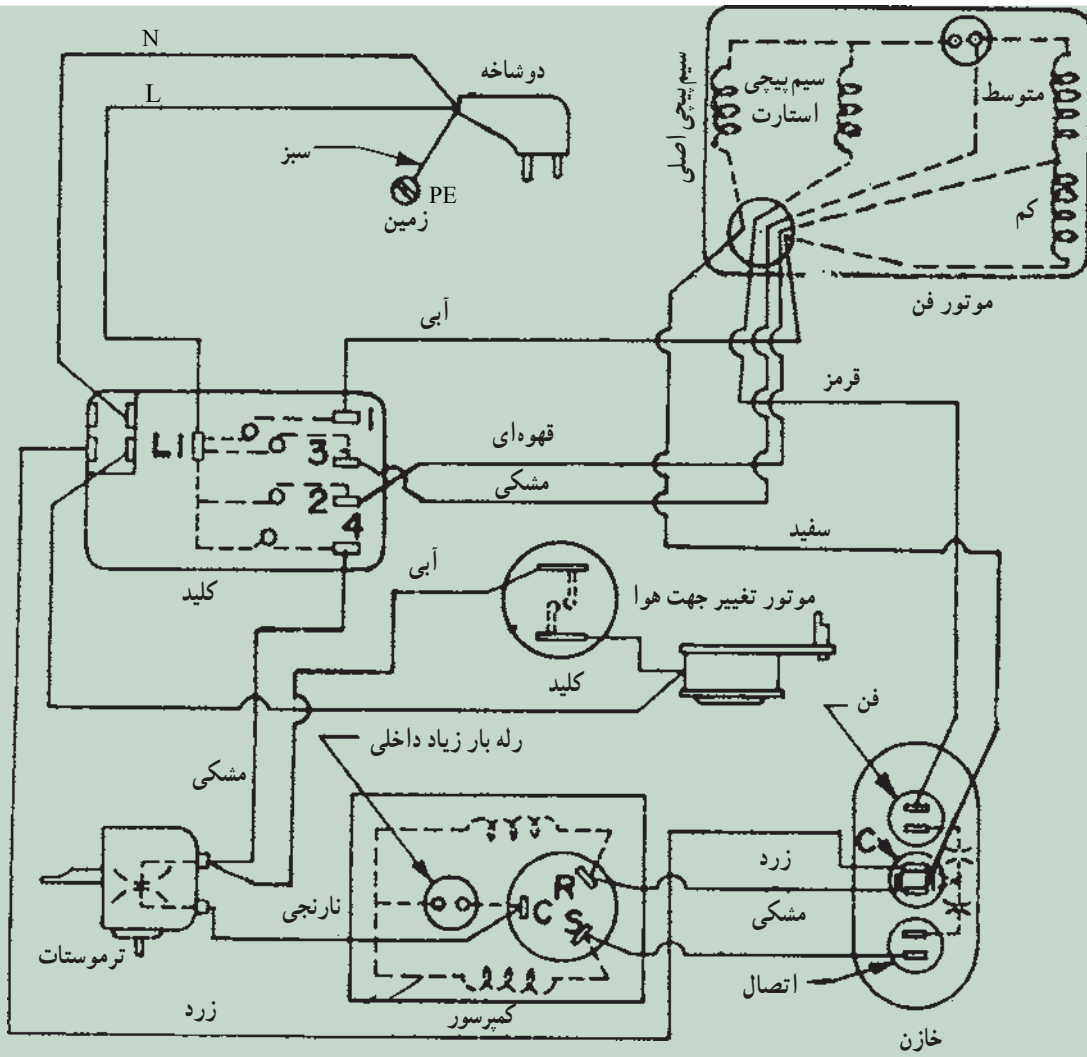 N
دوشاخه
L
سبز
PE
زمین
سیم‌پیچی اصلی
سیم‌پیچی
استارت
متوسط
کم
موتور فن
آبی
قرمز
قهوه‌ای
مشکی
سفید
L1
1
3
2
4
کلید
آبی
کلید
موتور تغییر جهت هوا
مشکی
رله بار زیاد داخلی
فن
C
زرد
مشکی
R
C
S
نارنجی
ترموستات
زرد
کمپرسور
اتصال
خازن